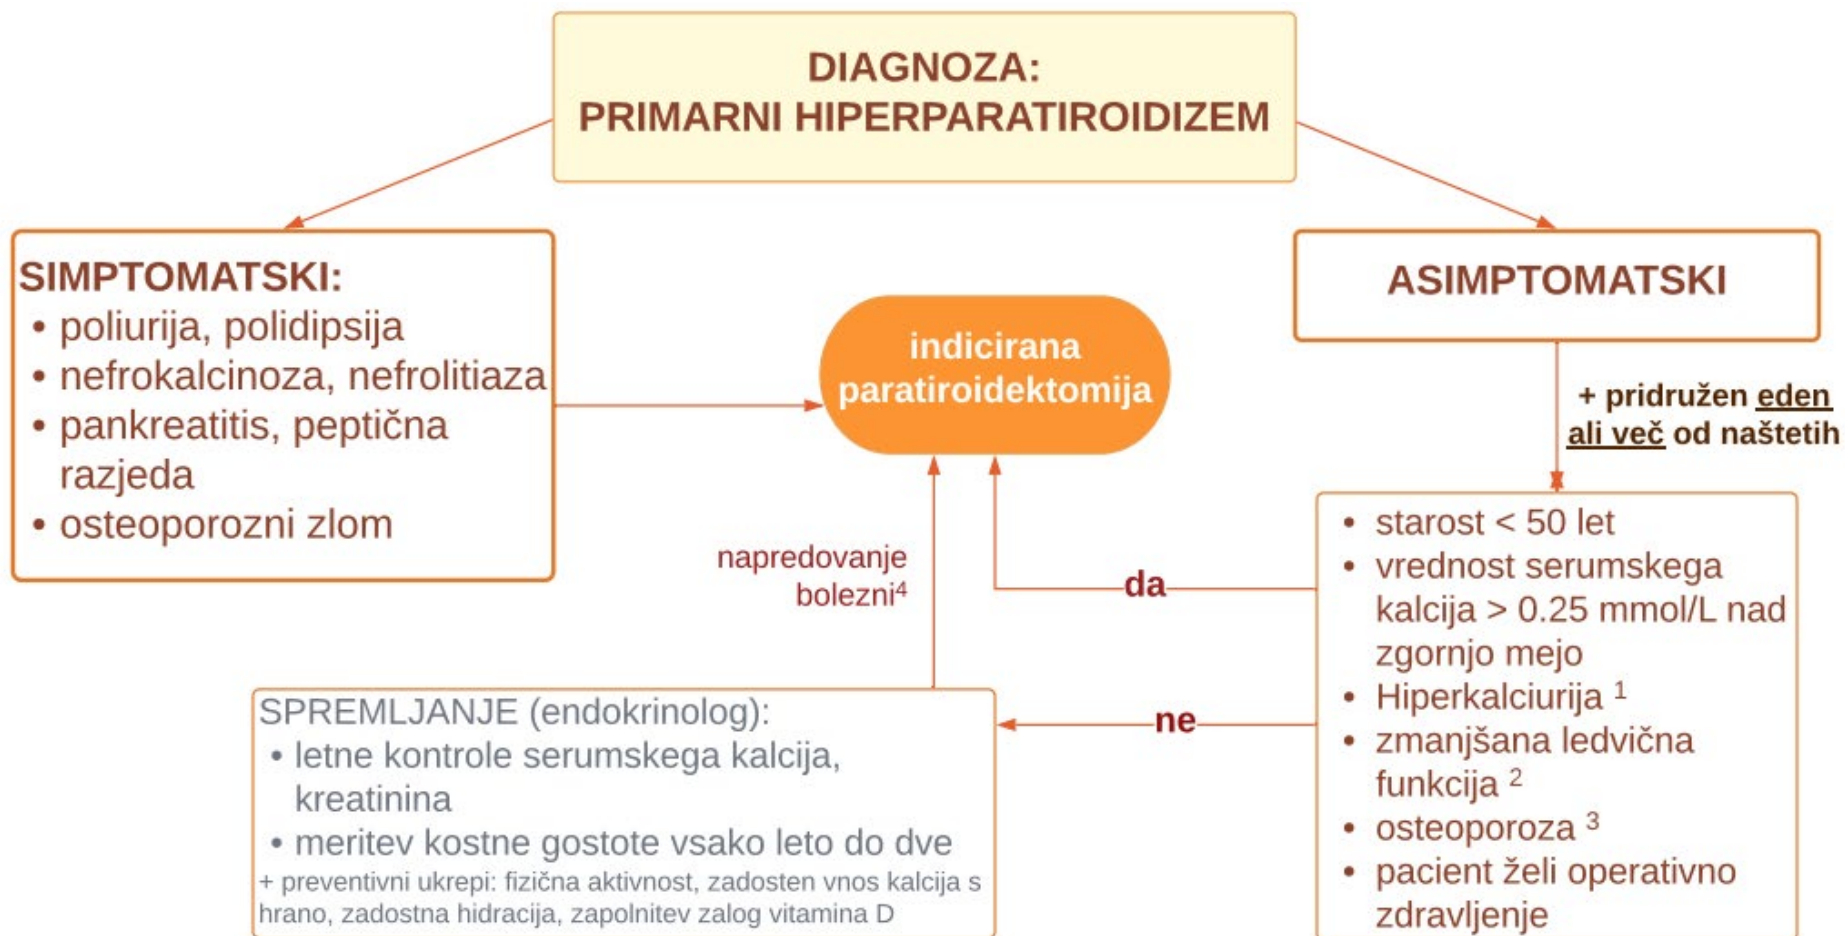 DIAGNOZA:
PRIMARNI HIPERPARATIROIDIZEM
SIMPTOMATSKI:
• poliurija, polidipsija
• nefrokalcinoza, nefrolitiaza
• pankreatitis, peptična
razjeda
• osteoporozni zlom
indicirana
paratiroidektomija
ASIMPTOMATSKI
+ pridružen eden
ali več od naštetih
• starost < 50 let
• vrednost serumskega
kalcija > 0.25 mmol/L nad
zgornjo mejo
• Hiperkalciurija ¹
• zmanjšana ledvična
funkcija ²
• osteoporoza ³
• pacient želi operativno
zdravljenje
da
ne
napredovanje
bolezni⁴
SPREMLJANJE (endokrinolog):
• letne kontrole serumskega kalcija,
kreatinina
• meritev kostne gostote vsako leto do dve
+ preventivni ukrepi: fizična aktivnost, zadosten vnos kalcija s
hrano, zadostna hidracija, zapolnitev zalog vitamina D